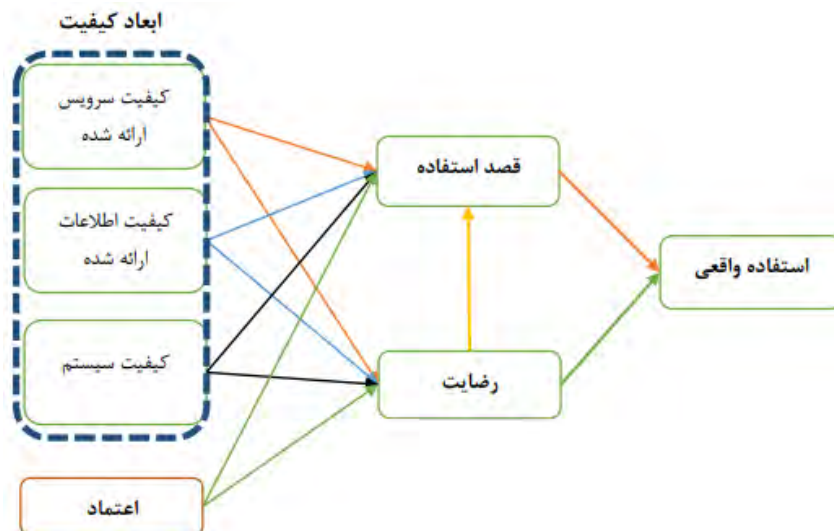 ابعاد کیفیت
کیفیت سرویس
ارائه شده
کیفیت اطلاعات
ارائه شده
کیفیت سیستم
اعتماد
قصد استفاده
رضایت
استفاده واقعی